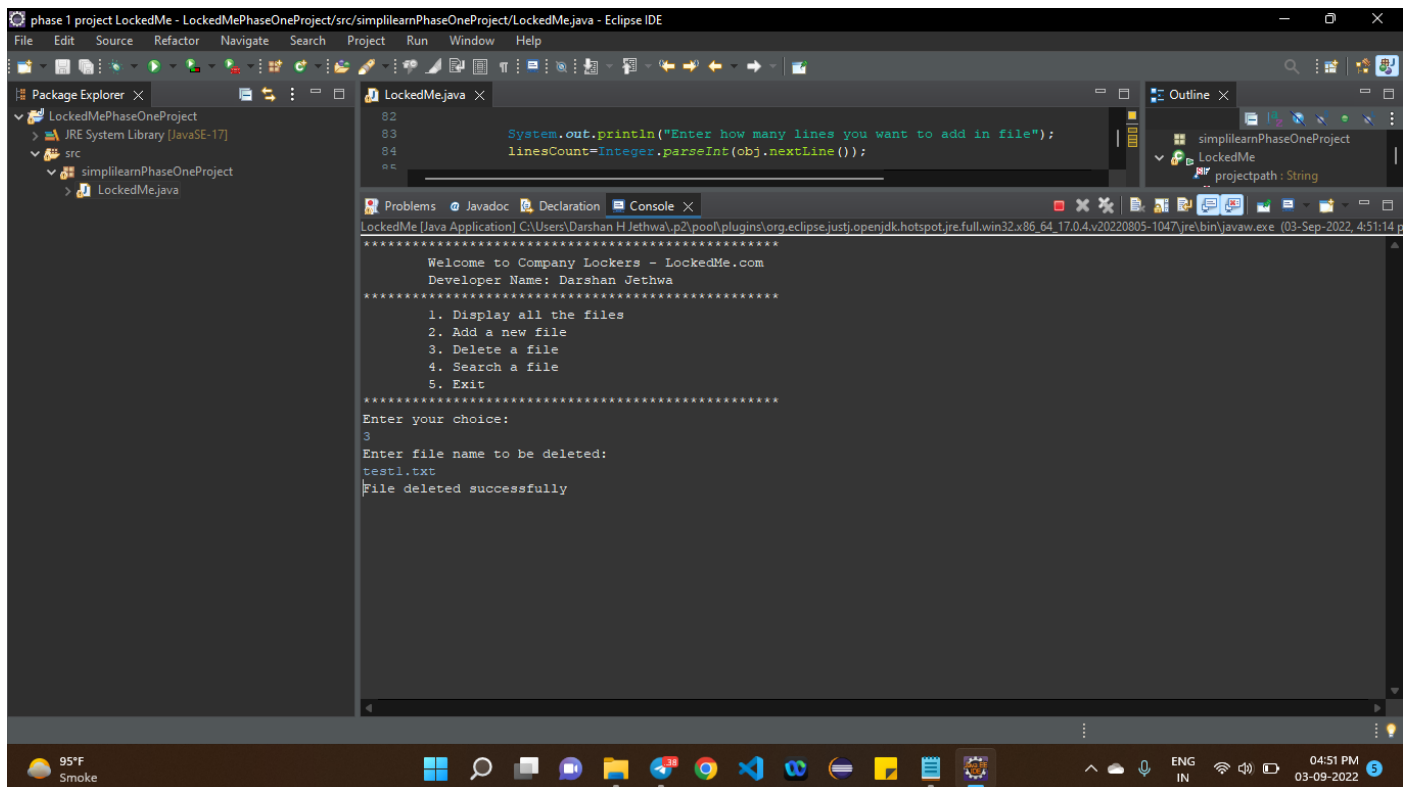 phase 1 project LockedMe - LockedMePhaseOneProject/src/simplilearnPhaseOneProject/LockedMe.java - Eclipse IDE
File Edit Source Refactor Navigate Search Project Run Window Help
Package Explorer
LockedMePhaseOneProject
JRE System Library [JavaSE-17]
src
simplilearnPhaseOneProject
LockedMe.java
LockedMe.java
82
83 System.out.println("Enter how many lines you want to add in file");
84 linesCount=Integer.parseInt(obj.nextLine());
85
Outline
simplilearnPhaseOneProject
LockedMe
projectpath : String
Problems Javadoc Declaration Console
LockedMe [Java Application] C:\Users\Darshan H Jethwa\.p2\pool\plugins\org.eclipse.justj.openjdk.hotspot.jre.full.win32.x86_64_17.0.4.v20220805-1047\jre\bin\javaw.exe (03-Sep-2022, 4:51:14 p
***************************************************
Welcome to Company Lockers - LockedMe.com
Developer Name: Darshan Jethwa
***************************************************
1. Display all the files
2. Add a new file
3. Delete a file
4. Search a file
5. Exit
***************************************************
Enter your choice:
3
Enter file name to be deleted:
test1.txt
File deleted successfully
95°F
Smoke
38
ENG
IN
04:51 PM
03-09-2022
5